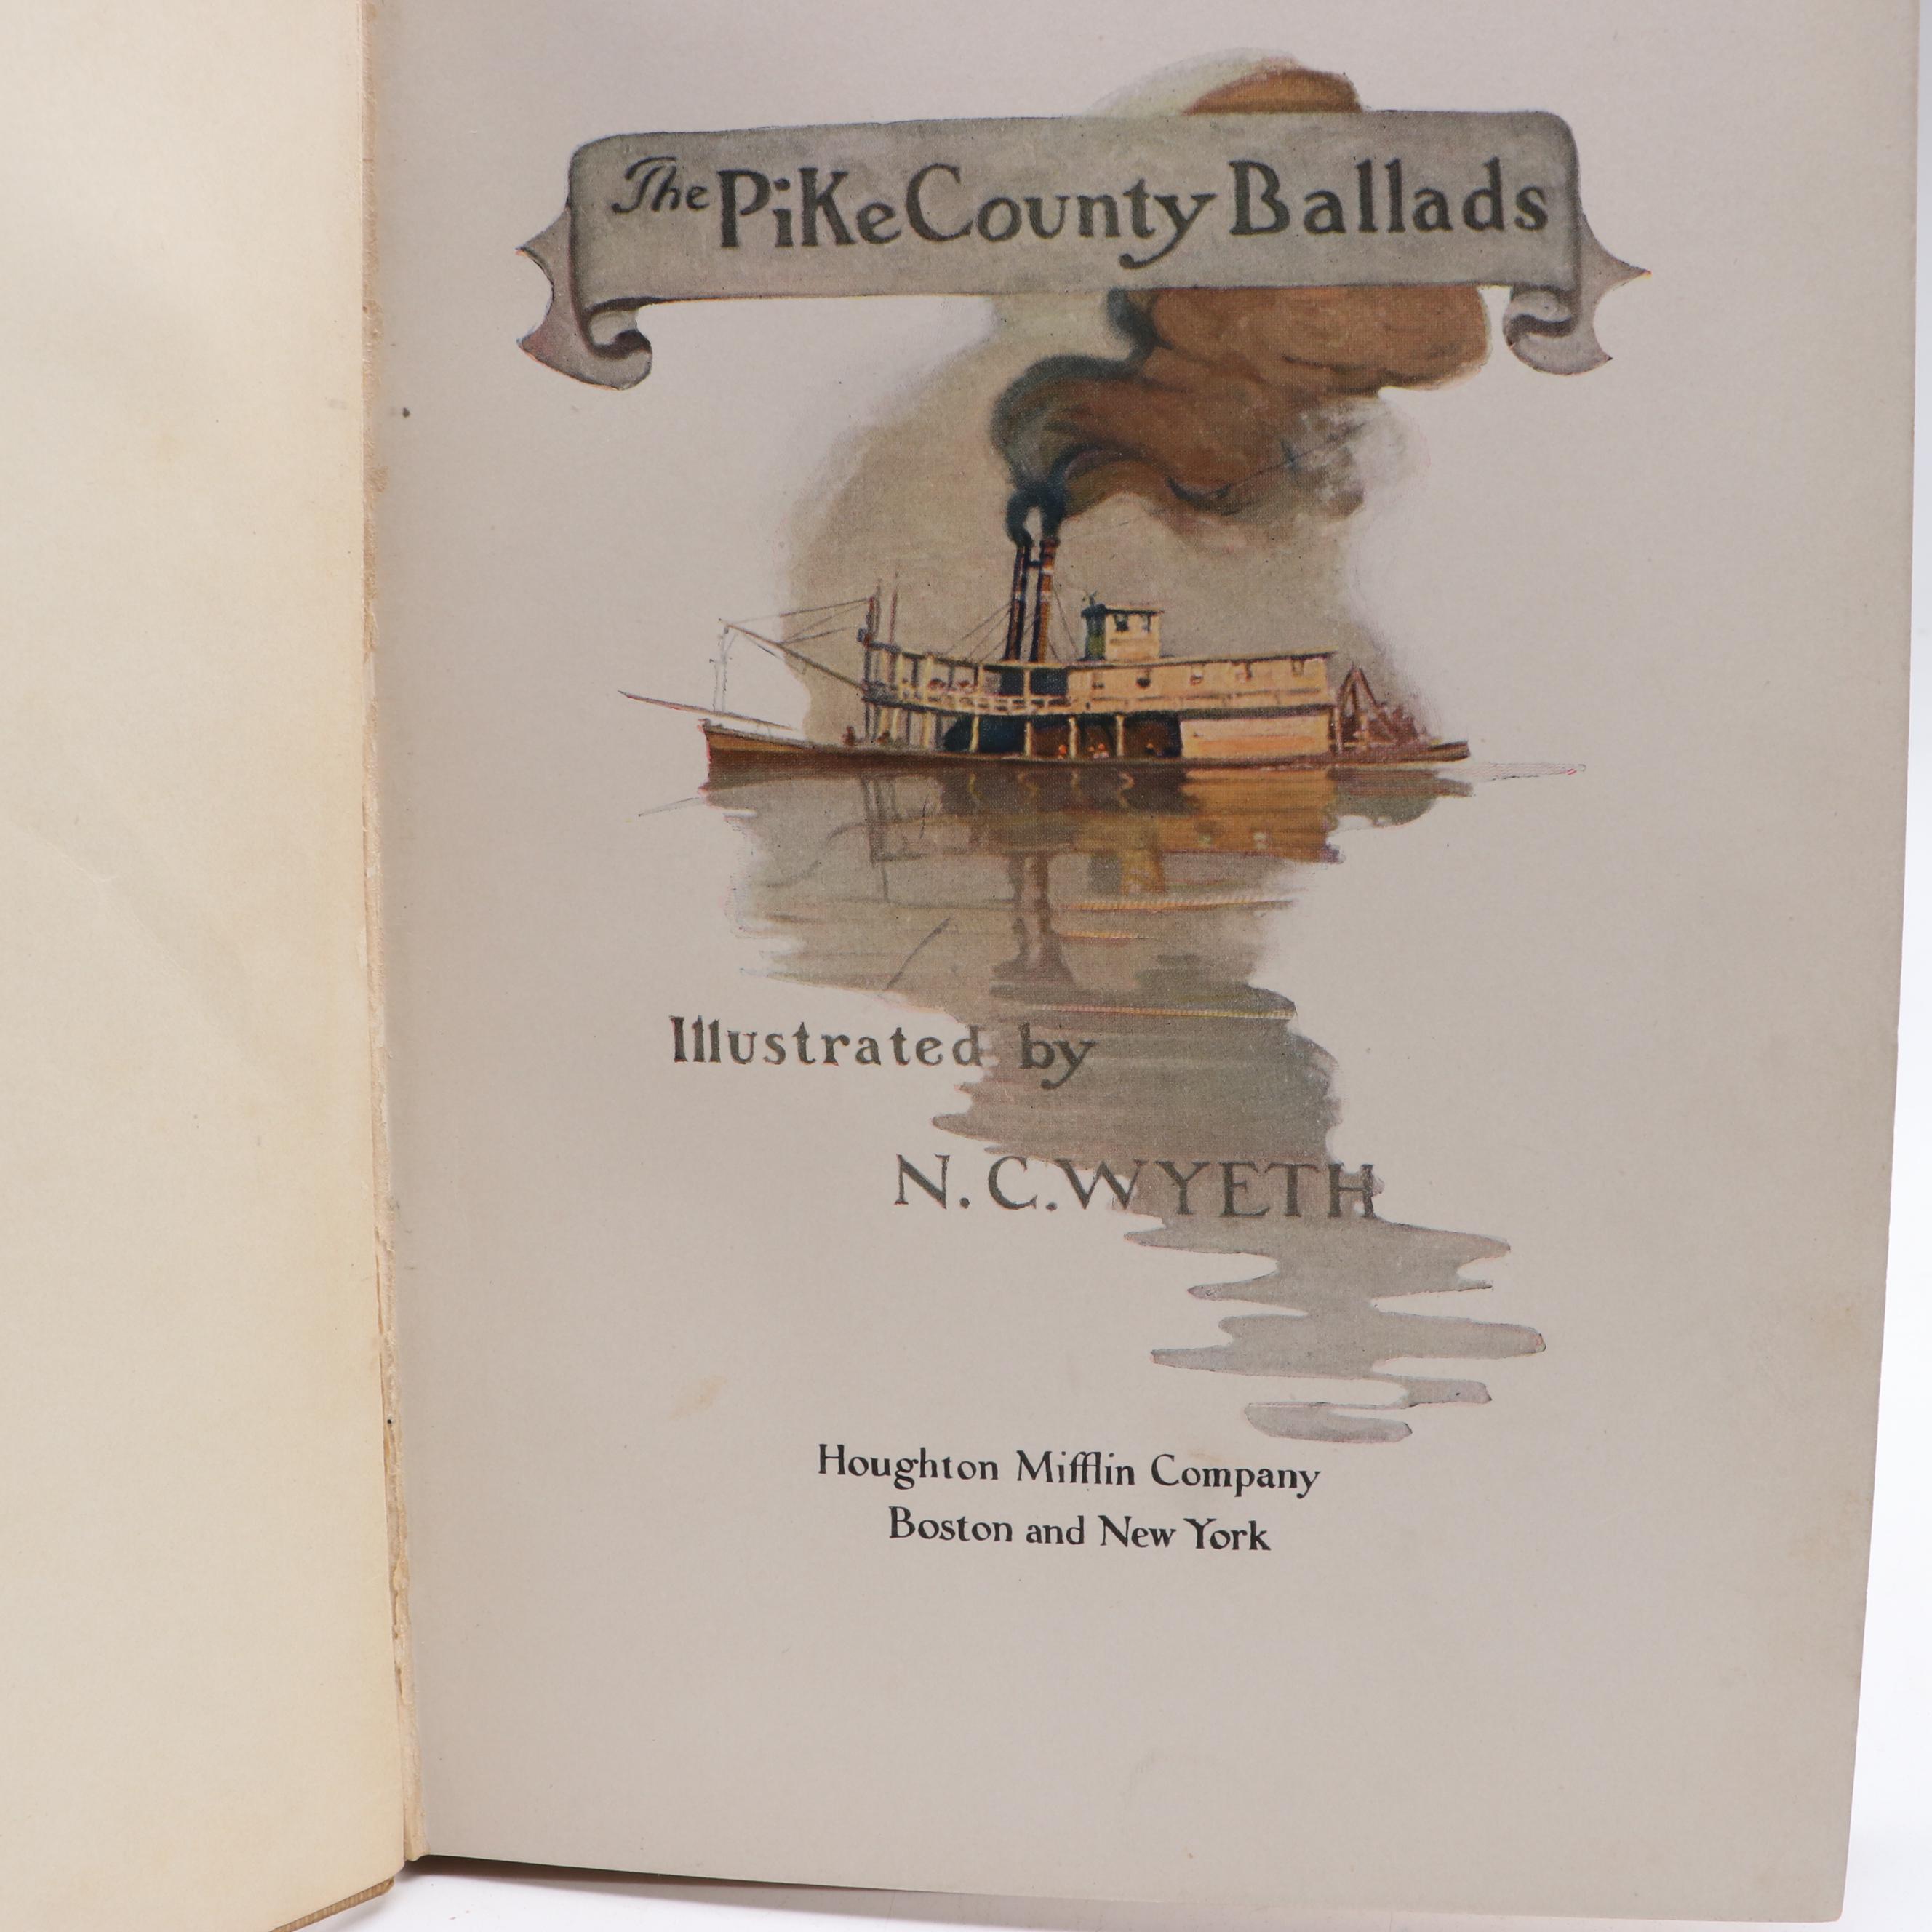 The PiKe County Ballads
Illustrated by
N. C. WYETH
Houghton Mifflin Company
Boston and New York